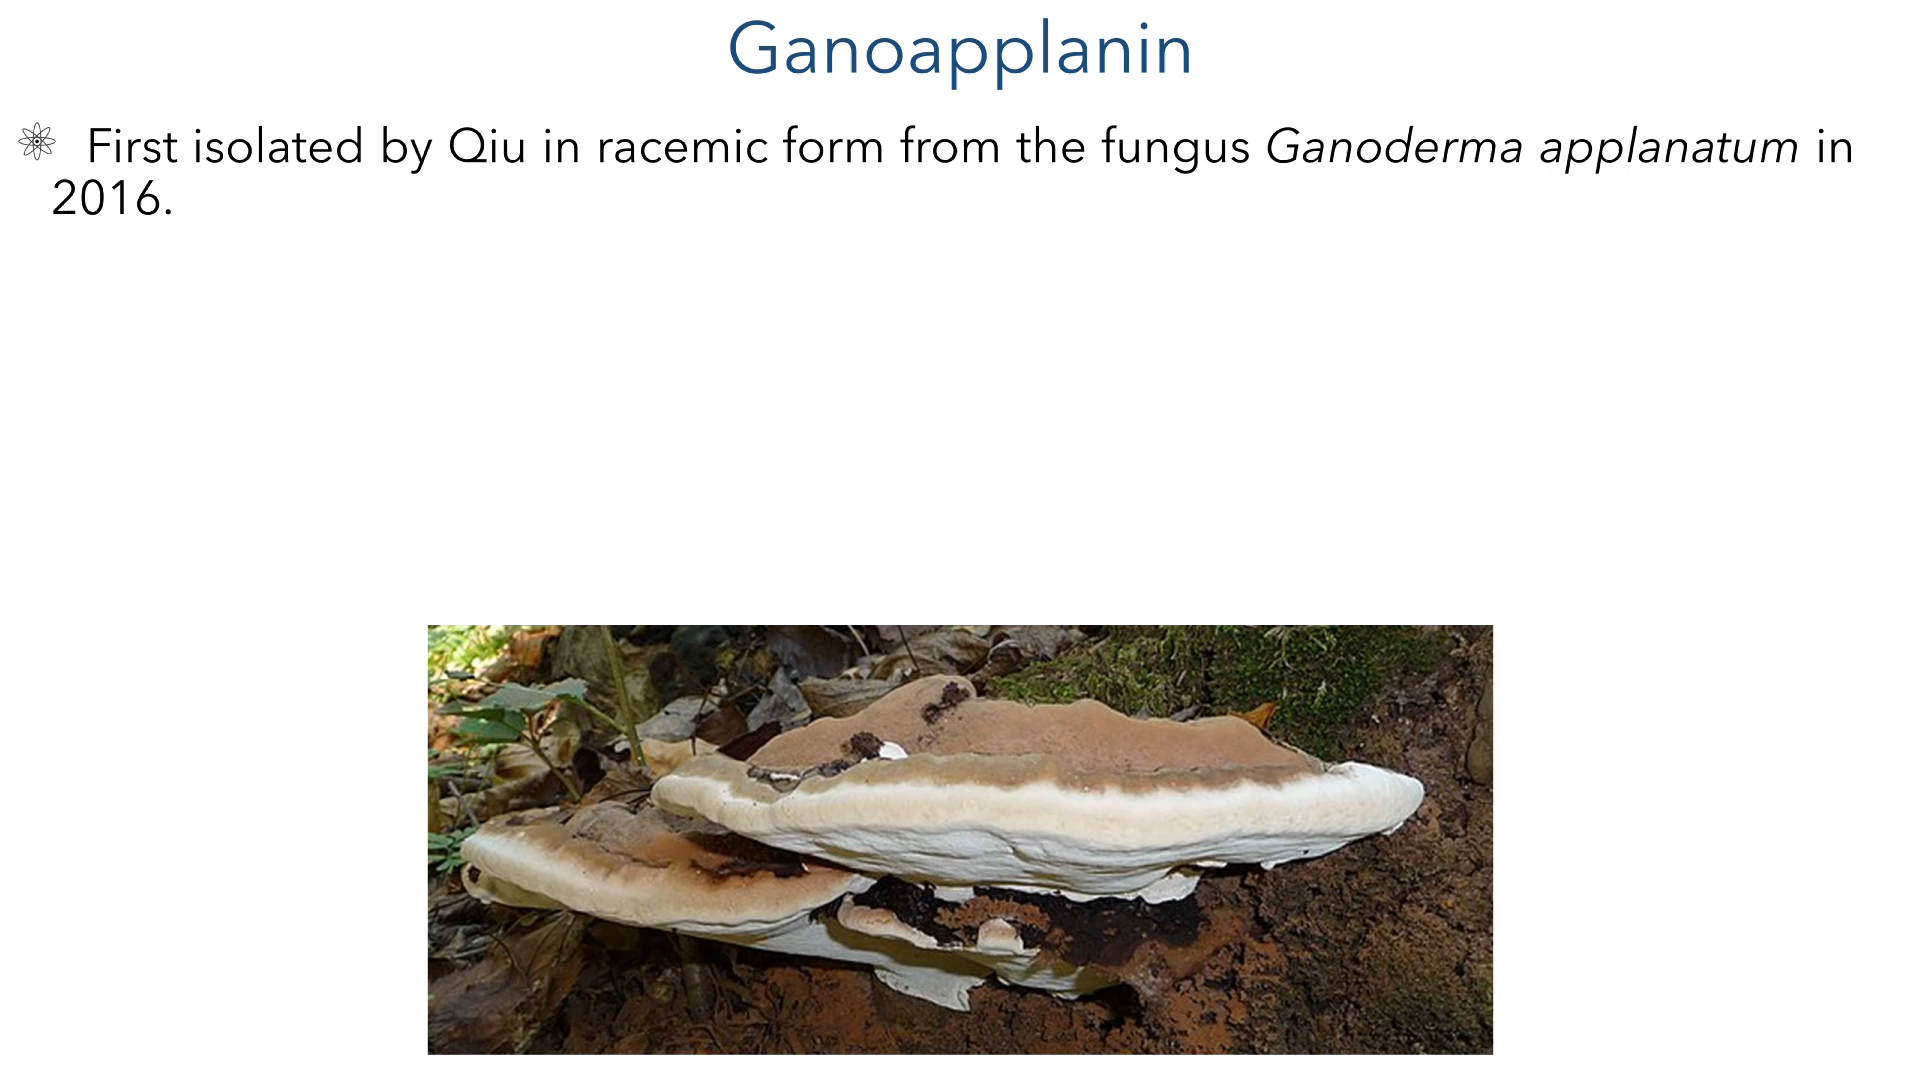 Ganoapplanin
First isolated by Qiu in racemic form from the fungus Ganoderma applanatum in
2016.